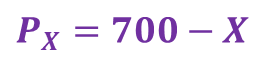 P_X = 700 − X